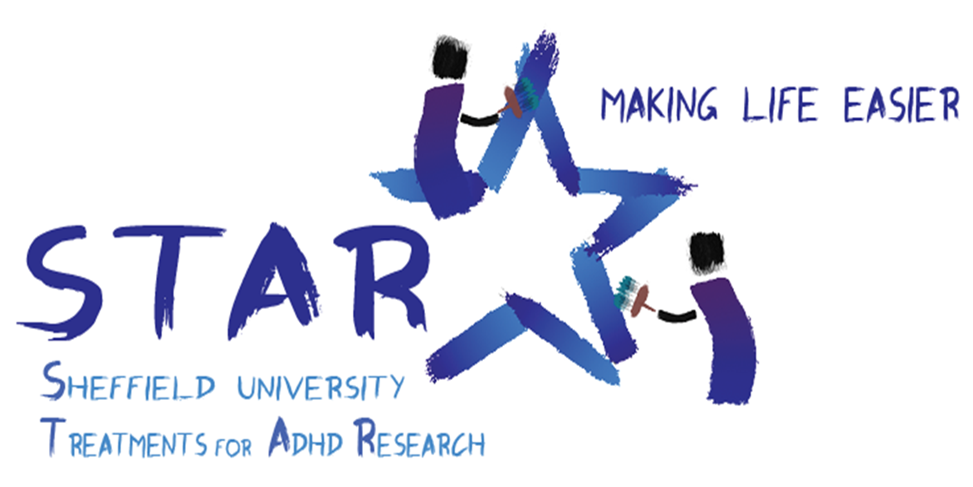 MAKING LIFE EASIER
STAR
SHEFFIELD UNIVERSITY
TREATMENTS FOR ADHD RESEARCH